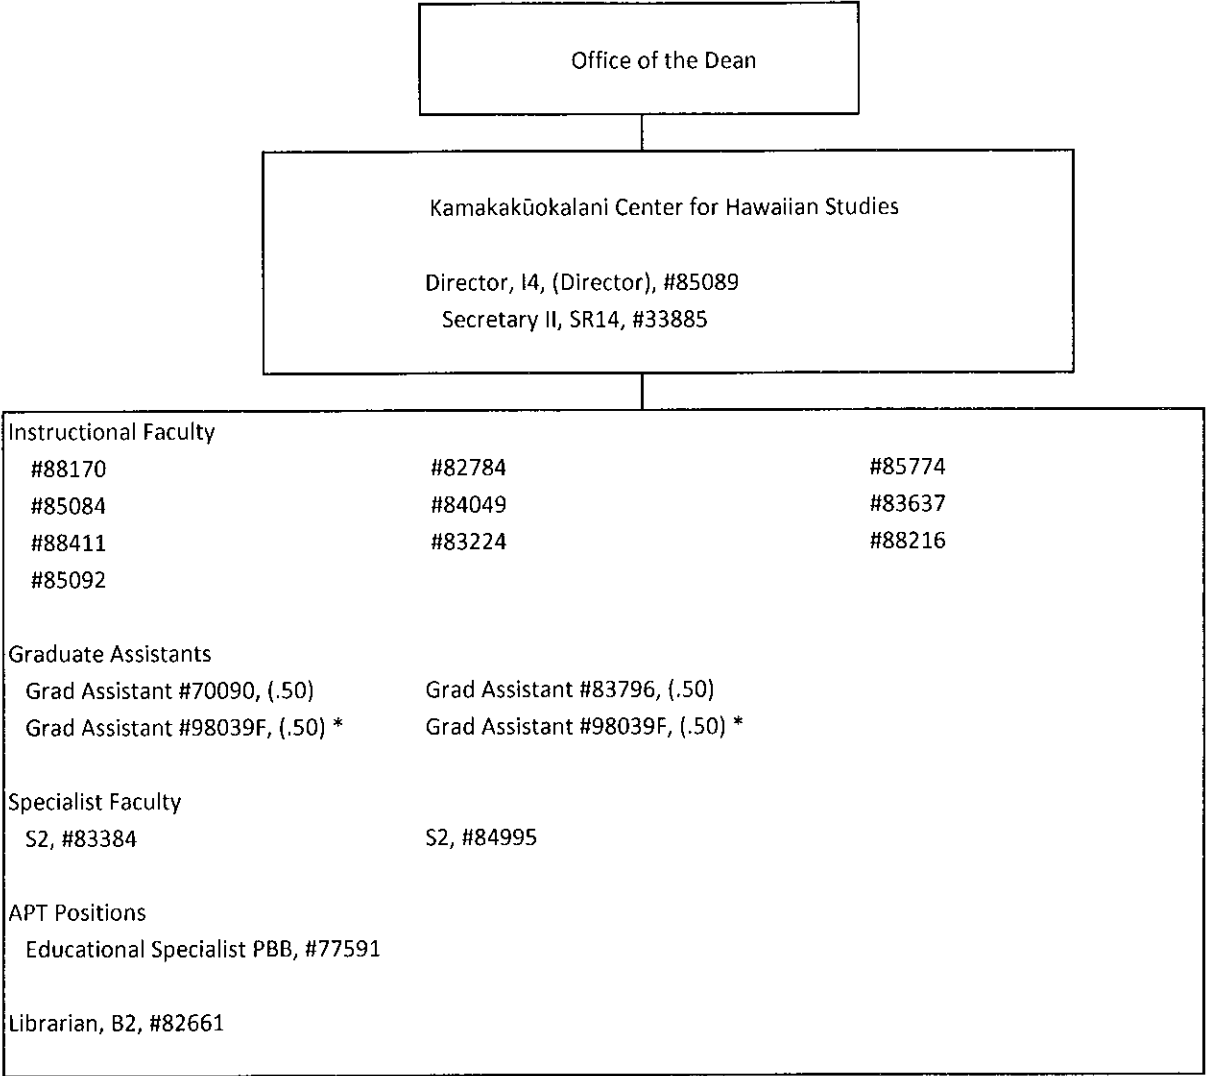 Office of the Dean
Kamakakūokalani Center for Hawaiian Studies
Director, I4, (Director), #85089
Secretary II, SR14, #33885
Instructional Faculty
#88170 #82784 #85774
#85084 #84049 #83637
#88411 #83224 #88216
#85092
Graduate Assistants
Grad Assistant #70090, (.50) Grad Assistant #83796, (.50)
Grad Assistant #98039F, (.50) * Grad Assistant #98039F, (.50) *
Specialist Faculty
S2, #83384 S2, #84995
APT Positions
Educational Specialist PBB, #77591
Librarian, B2, #82661